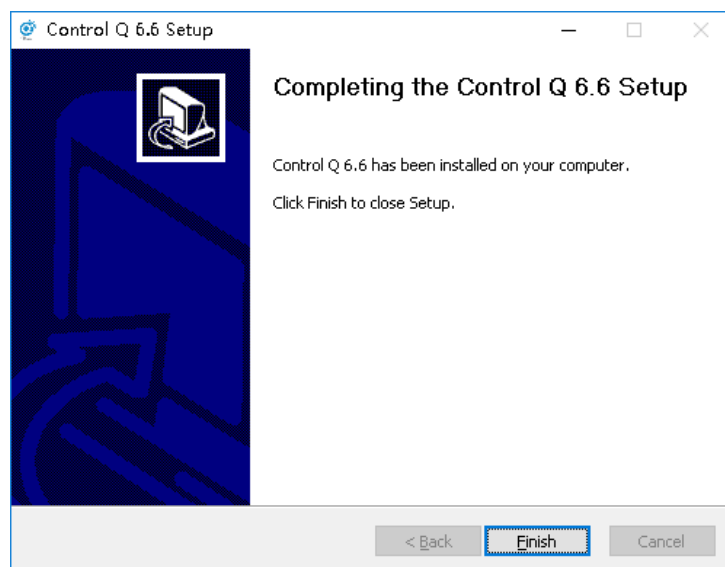 Control Q 6.6 Setup
Completing the Control Q 6.6 Setup
Control Q 6.6 has been installed on your computer.
Click Finish to close Setup.
< Back
Finish
Cancel